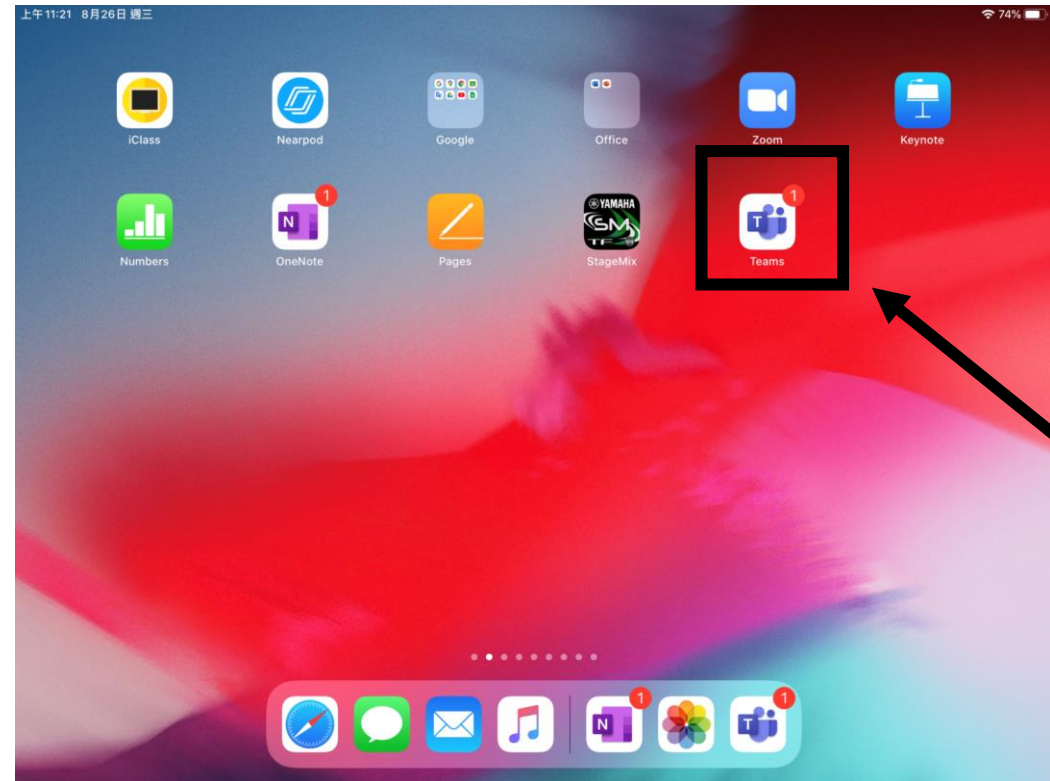 上午11:21 8月26日 週三
74%
iClass
Nearpod
Google
Office
Zoom
Keynote
1
N
YAMAHA
SM
TF
1
T
Numbers
OneNote
Pages
StageMix
Teams
1
N
1
T